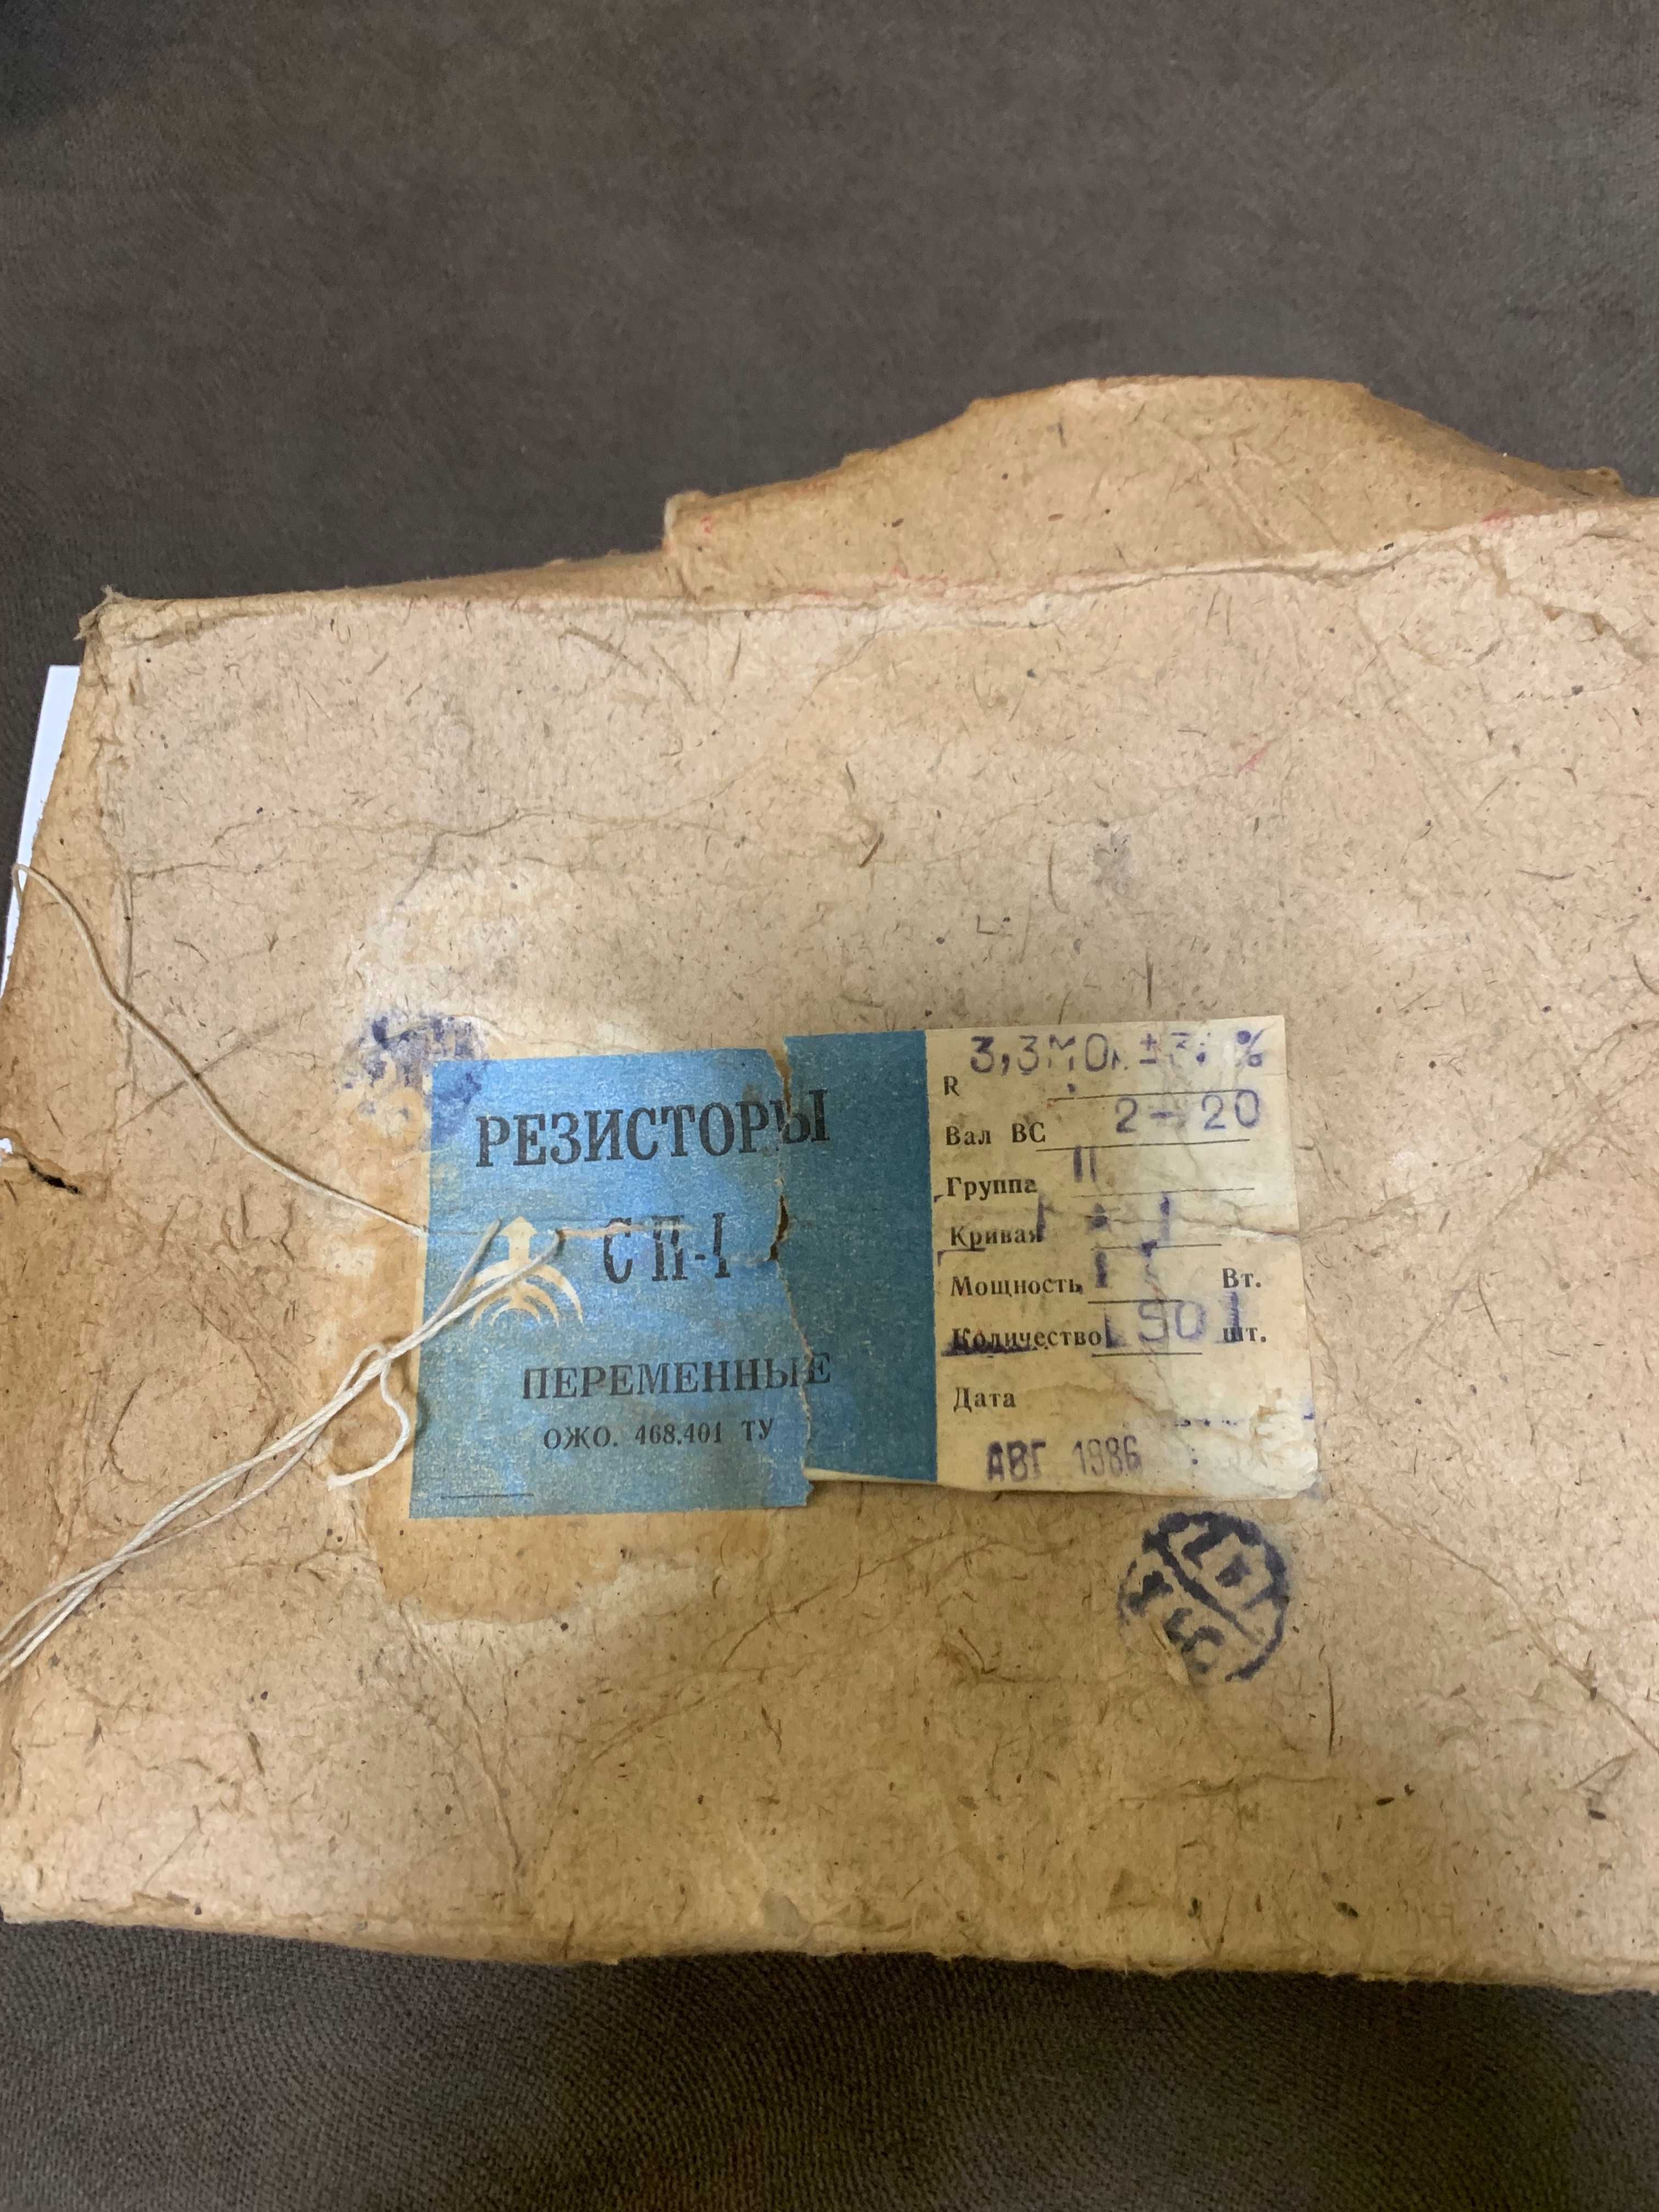 РЕЗИСТОРЫ
СП-I
ПЕРЕМЕННЫЕ
ОЖО. 468.401 ТУ
R 3,3МОм ± %
Вал ВС 2-20
Группа II
Кривая
Мощность Вт.
Количество 50 шт.
Дата
АВГ 1986